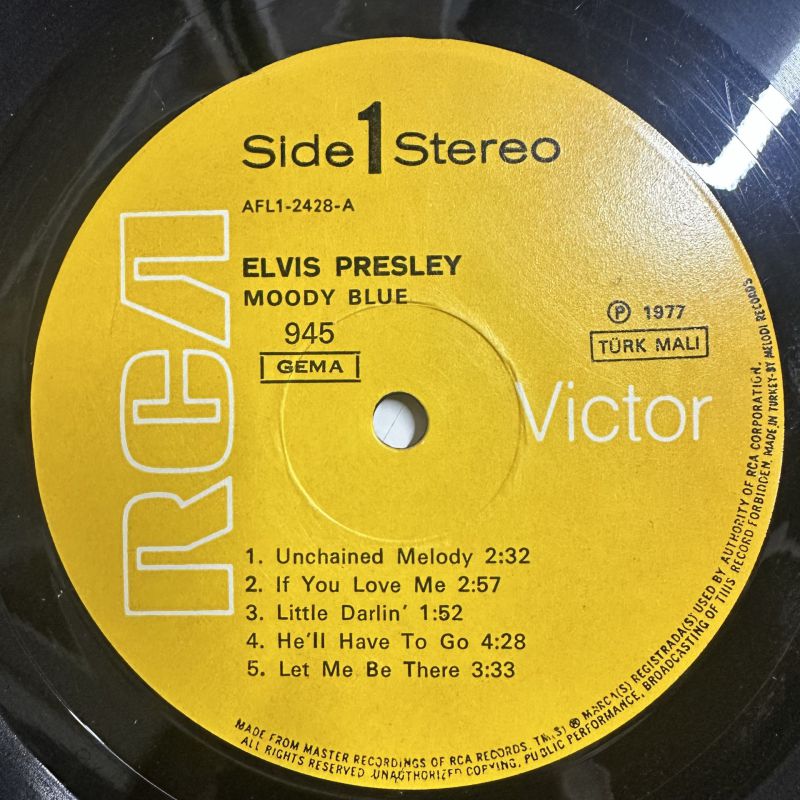 Side 1 Stereo
AFL1-2428-A
ELVIS PRESLEY
MOODY BLUE
945
GEMA
℗ 1977
TÜRK MALI
RCA
Victor
1. Unchained Melody 2:32
2. If You Love Me 2:57
3. Little Darlin' 1:52
4. He'll Have To Go 4:28
5. Let Me Be There 3:33
MADE FROM MASTER RECORDINGS OF RCA RECORDS. TM(S) ® MARCA(S) REGISTRADA(S) USED BY AUTHORITY OF RCA CORPORATION.
ALL RIGHTS RESERVED UNAUTHORIZED COPYING, PUBLIC PERFORMANCE, BROADCASTING OF THIS RECORD FORBIDDEN. MADE IN TURKEY-BY MELODI RECORDS